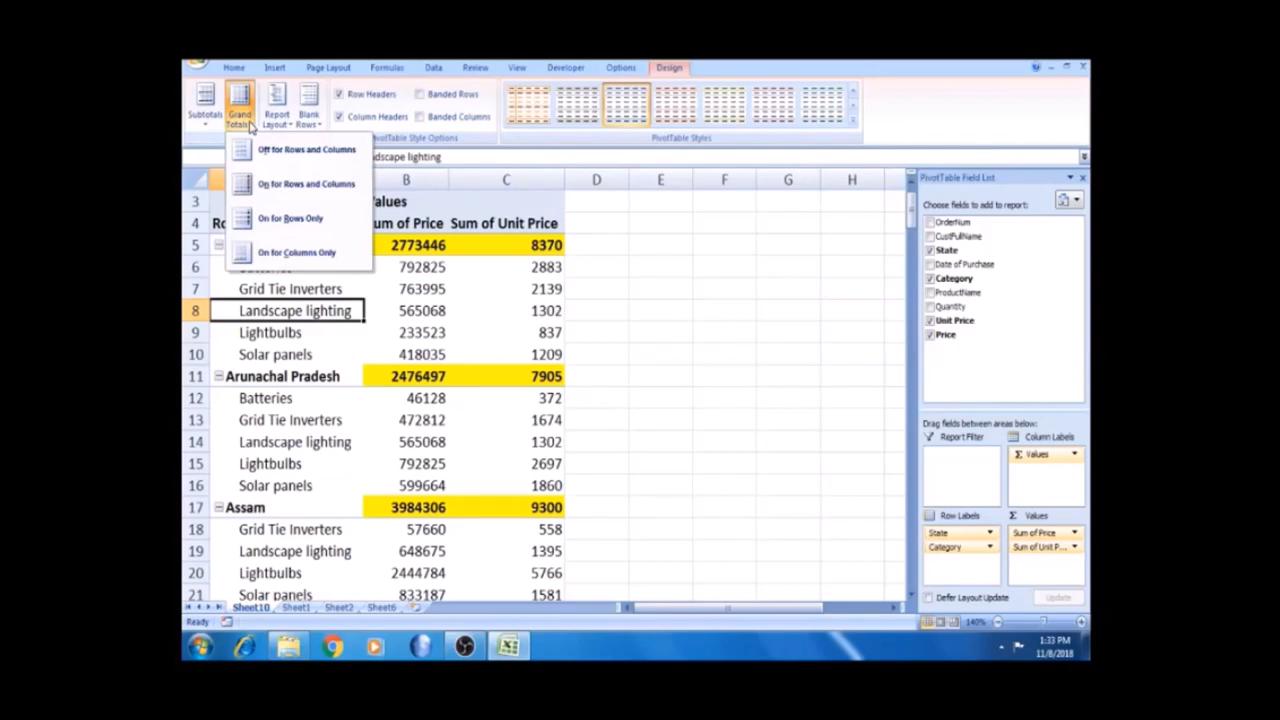 Home Insert Page Layout Formulas Data Review View Developer Options Design
Subtotals
Grand
Totals
Report
Layout
Blank
Rows
Row Headers
Banded Rows
Column Headers
Banded Columns
PivotTable Style Options
PivotTable Styles
Off for Rows and Columns
On for Rows and Columns
On for Rows Only
On for Columns Only
dscape lighting
B C D E F G H
3 alues
4 Ro um of Price Sum of Unit Price
5 2773446 8370
6 792825 2883
7 Grid Tie Inverters 763995 2139
8 Landscape lighting 565068 1302
9 Lightbulbs 233523 837
10 Solar panels 418035 1209
11 Arunachal Pradesh 2476497 7905
12 Batteries 46128 372
13 Grid Tie Inverters 472812 1674
14 Landscape lighting 565068 1302
15 Lightbulbs 792825 2697
16 Solar panels 599664 1860
17 Assam 3984306 9300
18 Grid Tie Inverters 57660 558
19 Landscape lighting 648675 1395
20 Lightbulbs 2444784 5766
21 Solar panels 833187 1581
Sheet10 Sheet1 Sheet2 Sheet6
Ready
140%
PivotTable Field List
Choose fields to add to report:
OrderNum
CustFullName
State
Date of Purchase
Category
ProductName
Quantity
Unit Price
Price
Drag fields between areas below:
Report Filter
Column Labels
Σ Values
Row Labels
Σ Values
State
Category
Sum of Price
Sum of Unit P...
Defer Layout Update
Update
1:33 PM
11/8/2018